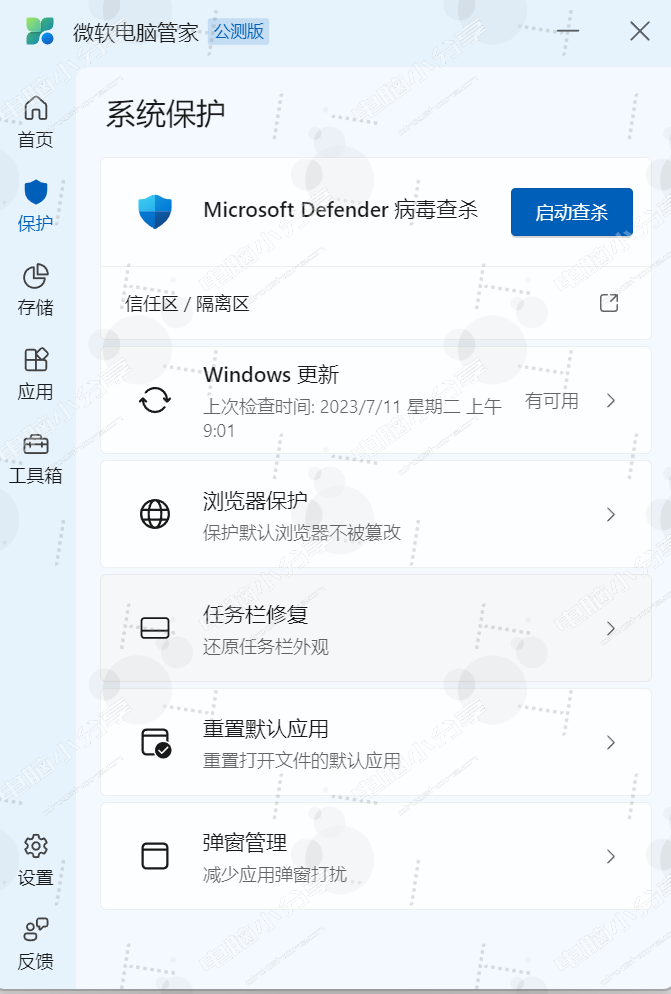 微软电脑管家 公测版
首页
保护
存储
应用
工具箱
设置
反馈
系统保护
Microsoft Defender 病毒查杀
启动查杀
信任区 / 隔离区
Windows 更新
上次检查时间: 2023/7/11 星期二 上午
9:01
有可用
浏览器保护
保护默认浏览器不被篡改
任务栏修复
还原任务栏外观
重置默认应用
重置打开文件的默认应用
弹窗管理
减少应用弹窗打扰